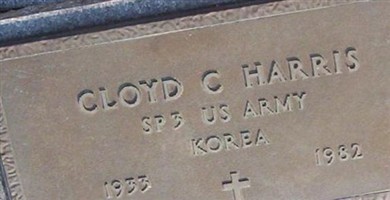 CLOYD C HARRIS
SP3 US ARMY
KOREA
1933 1982